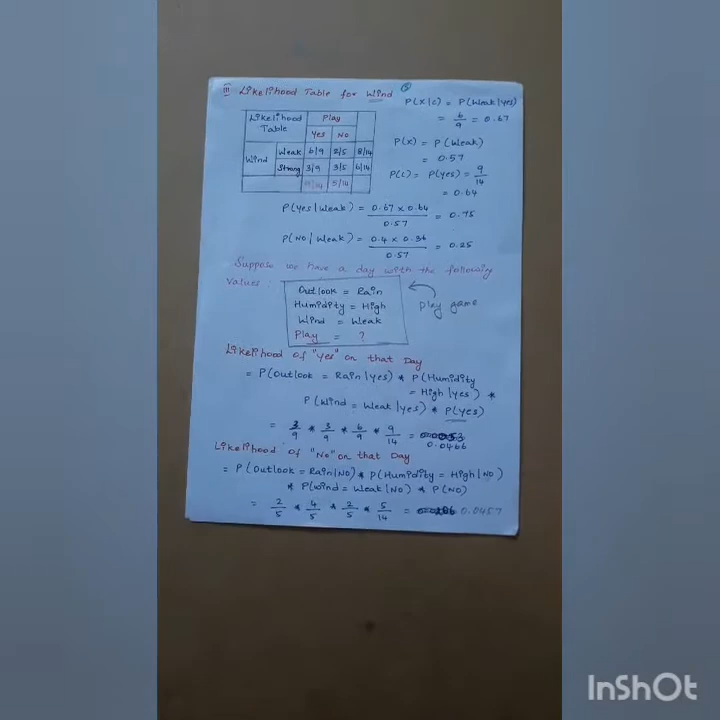 iii Likelihood Table for Wind
5
P(x|c) = P(Weak|yes)
= 6/9 = 0.67
Likelihood Table Play
Yes No
Wind Weak 6/9 2/5 8/14
Strong 3/9 3/5 6/14
9/14 5/14
P(x) = P(Weak)
= 0.57
P(c) = P(yes) = 9/14
= 0.64
P(Yes|Weak) = 0.67 x 0.64 / 0.57 = 0.75
P(No|Weak) = 0.4 x 0.36 / 0.57 = 0.25
Suppose we have a day with the following
values :
Outlook = Rain
Humidity = High
Wind = Weak
Play = ?
Play game
Likelihood of "Yes" on that Day
= P(Outlook = Rain|yes) * P(Humidity
= High|yes) *
P(Wind = Weak|yes) * P(yes)
= 3/9 * 3/9 * 6/9 * 9/14 =
0.0466
Likelihood of "No" on that Day
= P(Outlook = Rain|NO) * P(Humidity = High|NO)
* P(wind = Weak|NO) * P(NO)
= 2/5 * 4/5 * 2/5 * 5/14 = 0.0457
InShOt